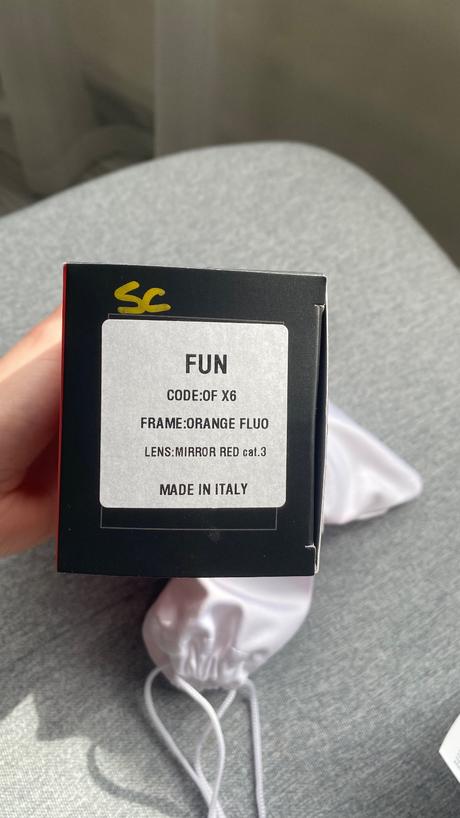 SC
FUN
CODE:OF X6
FRAME:ORANGE FLUO
LENS:MIRROR RED cat.3
MADE IN ITALY